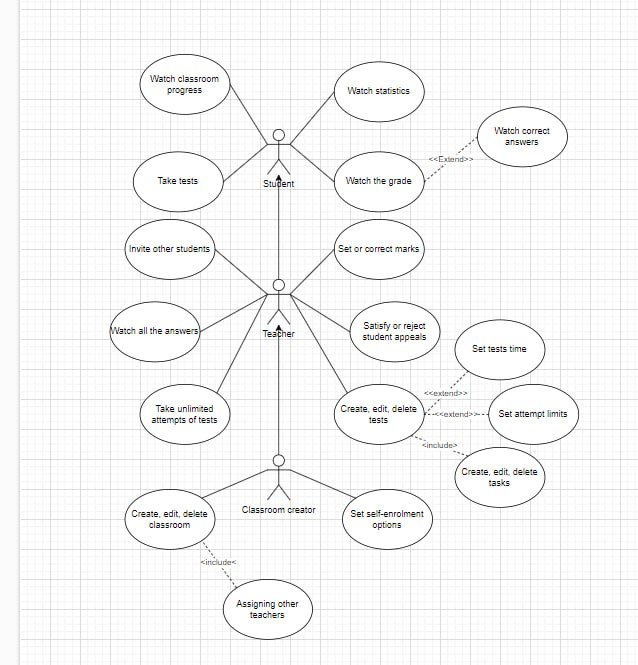 Watch classroom
progress
Watch statistics
Watch correct
answers
<<Extend>>
Take tests
Student
Watch the grade
Invite other students
Set or correct marks
Watch all the answers
Teacher
Satisfy or reject
student appeals
Set tests time
<<extend>>
Take unlimited
attempts of tests
Create, edit, delete
tests
<<extend>>
Set attempt limits
<include>
Create, edit, delete
tasks
Classroom creator
Create, edit, delete
classroom
Set self-enrolment
options
<include<
Assigning other
teachers